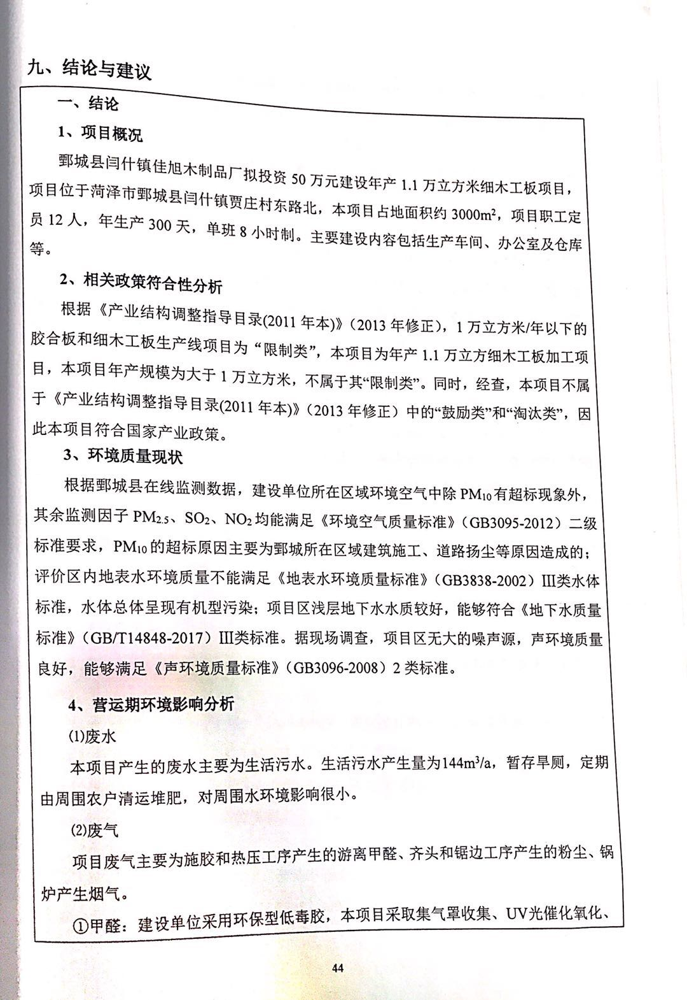 九、结论与建议
一、结论
1、项目概况
鄄城县闫什镇佳旭木制品厂拟投资 50 万元建设年产 1.1 万立方米细木工板项目，
项目位于菏泽市鄄城县闫什镇贾庄村东路北，本项目占地面积约 3000m²，项目职工定
员 12 人，年生产 300 天，单班 8 小时制。主要建设内容包括生产车间、办公室及仓库
等。
2、相关政策符合性分析
根据《产业结构调整指导目录(2011 年本)》（2013 年修正），1 万立方米/年以下的
胶合板和细木工板生产线项目为“限制类”，本项目为年产 1.1 万立方细木工板加工项
目，本项目年产规模为大于 1 万立方米，不属于其“限制类”。同时，经查，本项目不属
于《产业结构调整指导目录(2011 年本)》（2013 年修正）中的“鼓励类”和“淘汰类”，因
此本项目符合国家产业政策。
3、环境质量现状
根据鄄城县在线监测数据，建设单位所在区域环境空气中除 PM₁₀ 有超标现象外，
其余监测因子 PM₂.₅、SO₂、NO₂ 均能满足《环境空气质量标准》（GB3095-2012）二级
标准要求，PM₁₀ 的超标原因主要为鄄城所在区域建筑施工、道路扬尘等原因造成的；
评价区内地表水环境质量不能满足《地表水环境质量标准》（GB3838-2002）Ⅲ类水体
标准，水体总体呈现有机型污染；项目区浅层地下水水质较好，能够符合《地下水质量
标准》（GB/T14848-2017）Ⅲ类标准。据现场调查，项目区无大的噪声源，声环境质量
良好，能够满足《声环境质量标准》（GB3096-2008）2 类标准。
4、营运期环境影响分析
⑴废水
本项目产生的废水主要为生活污水。生活污水产生量为144m³/a，暂存旱厕，定期
由周围农户清运堆肥，对周围水环境影响很小。
⑵废气
项目废气主要为施胶和热压工序产生的游离甲醛、齐头和锯边工序产生的粉尘、锅
炉产生烟气。
①甲醛：建设单位采用环保型低毒胶，本项目采取集气罩收集、UV光催化氧化、
44